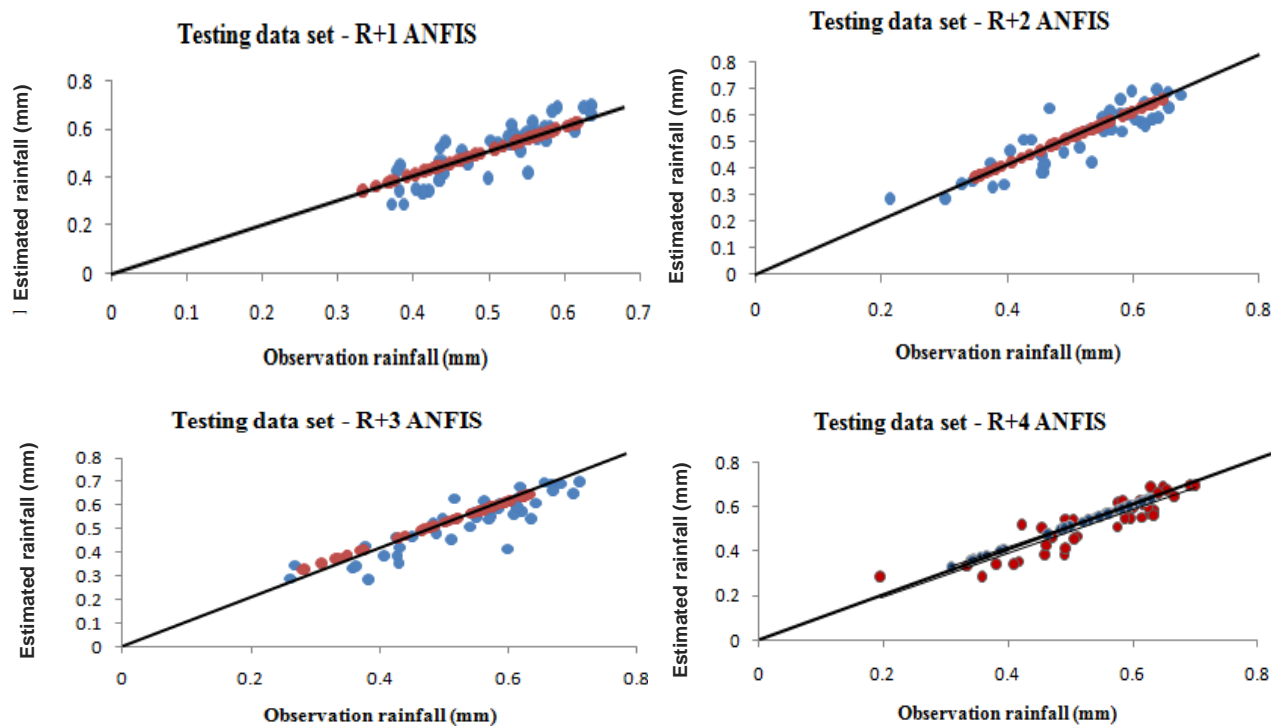 Testing data set - R+1 ANFIS
] Estimated rainfall (mm)
0.8
0.6
0.4
0.2
0
0 0.1 0.2 0.3 0.4 0.5 0.6 0.7
Observation rainfall (mm)
Testing data set - R+2 ANFIS
Estimated rainfall (mm)
0.8
0.7
0.6
0.5
0.4
0.3
0.2
0.1
0
0 0.2 0.4 0.6 0.8
Observation rainfall (mm)
Testing data set - R+3 ANFIS
Estimated rainfall (mm)
0.8
0.7
0.6
0.5
0.4
0.3
0.2
0.1
0
0 0.2 0.4 0.6 0.8
Observation rainfall (mm)
Testing data set - R+4 ANFIS
Estimated rainfall (mm)
0.8
0.6
0.4
0.2
0
0 0.2 0.4 0.6 0.8
Observation rainfall (mm)